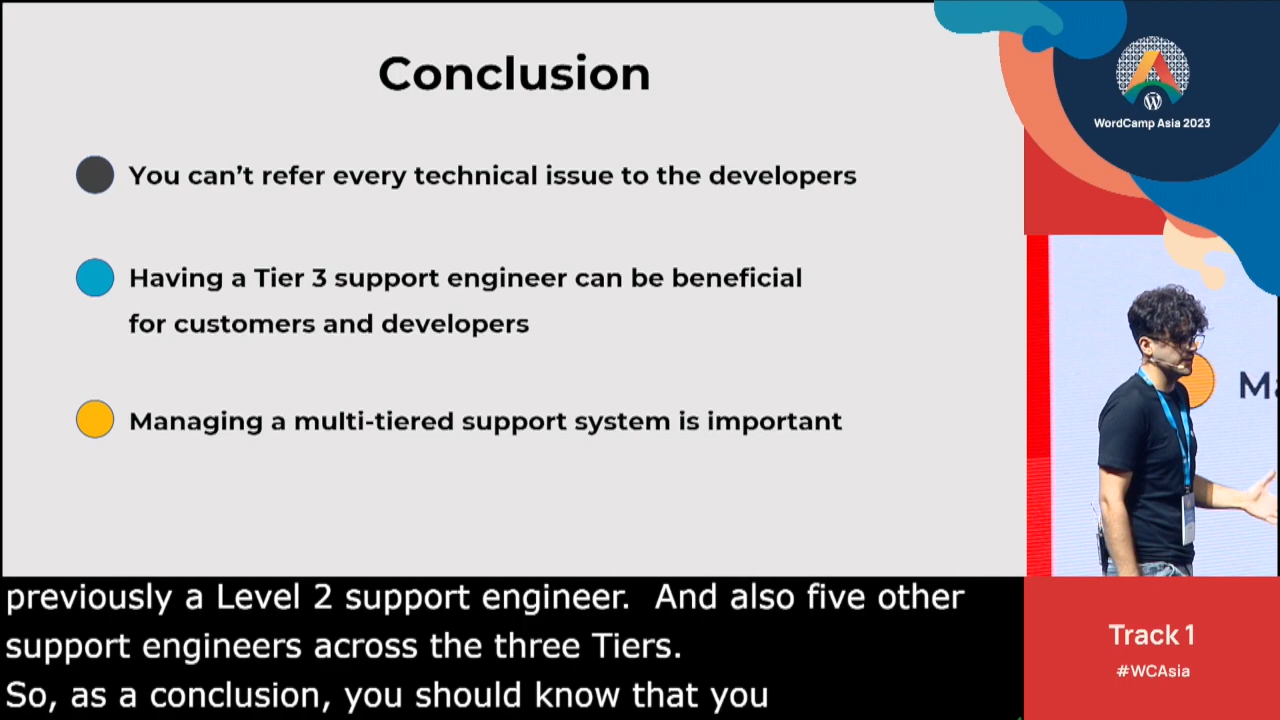 Conclusion
You can't refer every technical issue to the developers
Having a Tier 3 support engineer can be beneficial
for customers and developers
Managing a multi-tiered support system is important
WordCamp Asia 2023
Ma
Track 1
#WCAsia
previously a Level 2 support engineer.  And also five other
support engineers across the three Tiers.
So, as a conclusion, you should know that you